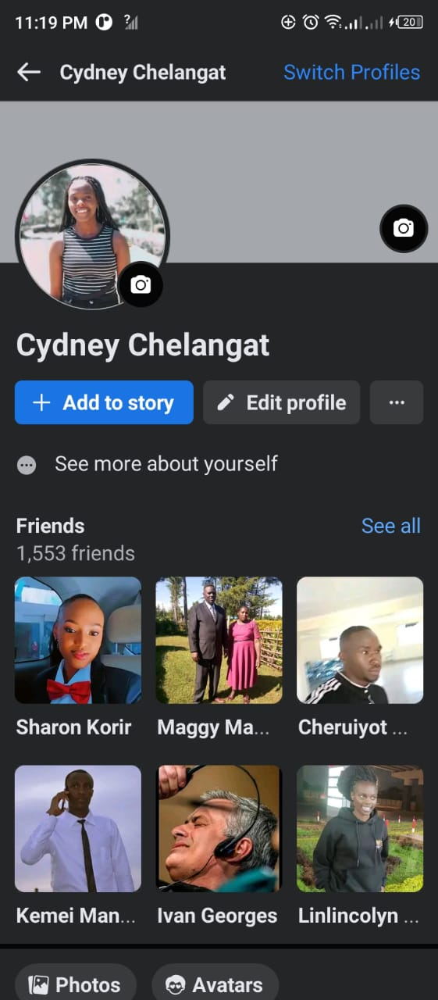 11:19 PM
20
Cydney Chelangat
Switch Profiles
Cydney Chelangat
Add to story
Edit profile
See more about yourself
Friends
See all
1,553 friends
Sharon Korir
Maggy Ma...
Cheruiyot ...
Kemei Man...
Ivan Georges
Linlincolyn ...
Photos
Avatars